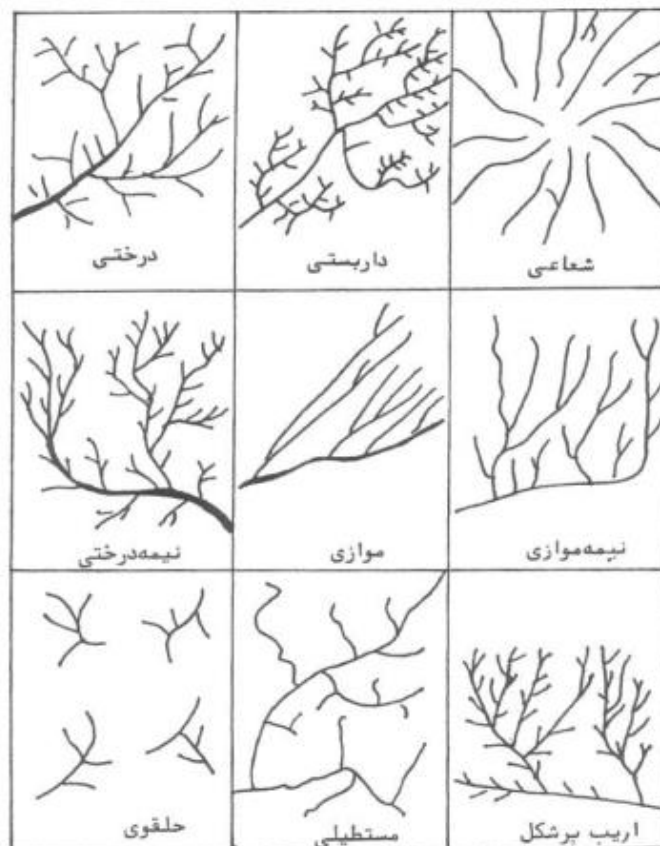 شعاعی
داربستی
درختی
نیمه‌موازی
موازی
نیمه‌درختی
اریب پرشکل
مستطیلی
حلقوی